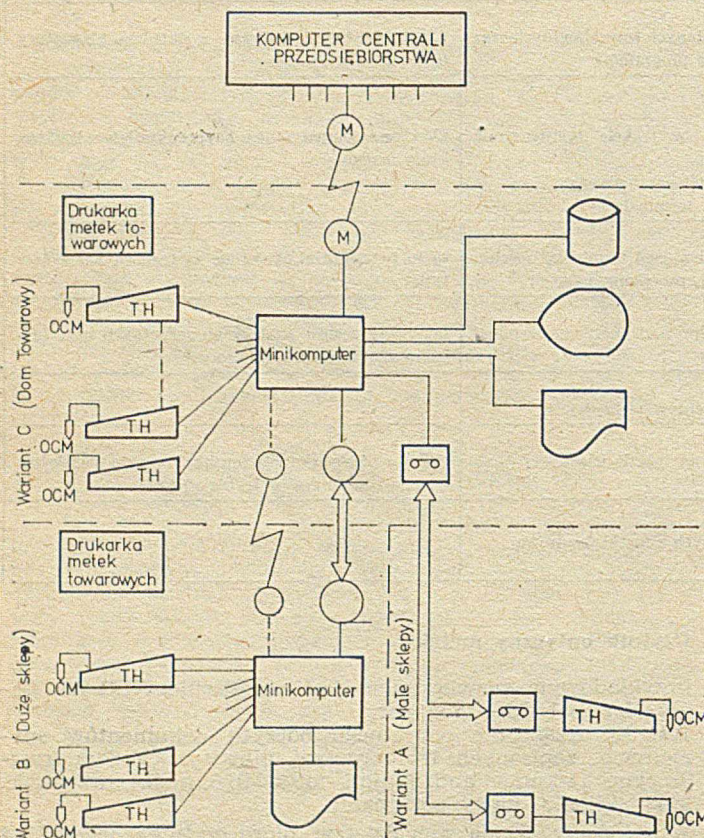 KOMPUTER CENTRALI
PRZEDSIĘBIORSTWA
M
M
Drukarka
metek to-
warowych
Wariant C (Dom Towarowy)
TH
OCM
TH
OCM
TH
OCM
Minikomputer
Drukarka
metek
towarowych
Wariant B (Duże sklepy)
TH
OCM
TH
OCM
TH
OCM
Minikomputer
Wariant A (Małe sklepy)
TH
OCM
TH
OCM